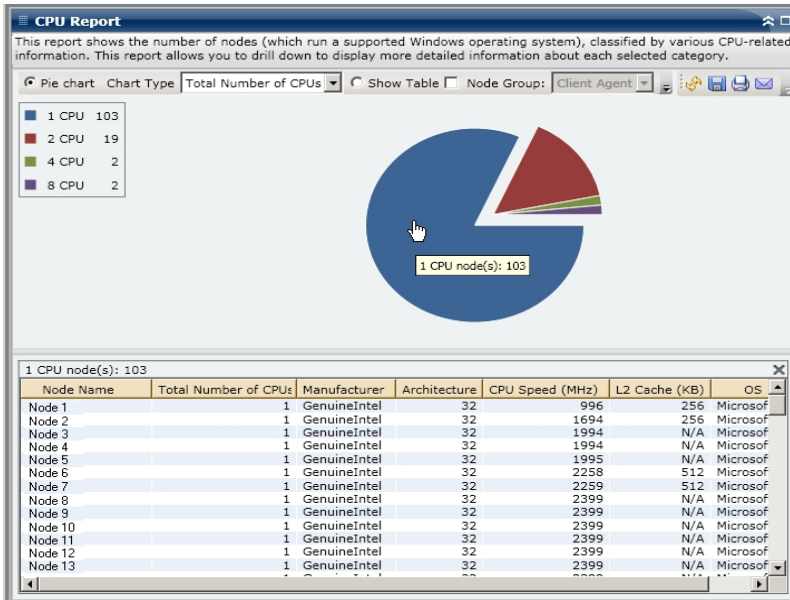 CPU Report
This report shows the number of nodes (which run a supported Windows operating system), classified by various CPU-related
information. This report allows you to drill down to display more detailed information about each selected category.
Pie chart Chart Type Total Number of CPUs Show Table Node Group: Client Agent
1 CPU 103
2 CPU 19
4 CPU 2
8 CPU 2
1 CPU node(s): 103
1 CPU node(s): 103
Node Name Total Number of CPUs Manufacturer Architecture CPU Speed (MHz) L2 Cache (KB) OS
Node 1 1 GenuineIntel 32 996 256 Microsof
Node 2 1 GenuineIntel 32 1694 256 Microsof
Node 3 1 GenuineIntel 32 1994 N/A Microsof
Node 4 1 GenuineIntel 32 1994 N/A Microsof
Node 5 1 GenuineIntel 32 1995 N/A Microsof
Node 6 1 GenuineIntel 32 2258 512 Microsof
Node 7 1 GenuineIntel 32 2259 512 Microsof
Node 8 1 GenuineIntel 32 2399 N/A Microsof
Node 9 1 GenuineIntel 32 2399 N/A Microsof
Node 10 1 GenuineIntel 32 2399 N/A Microsof
Node 11 1 GenuineIntel 32 2399 N/A Microsof
Node 12 1 GenuineIntel 32 2399 N/A Microsof
Node 13 1 GenuineIntel 32 2399 N/A Microsof